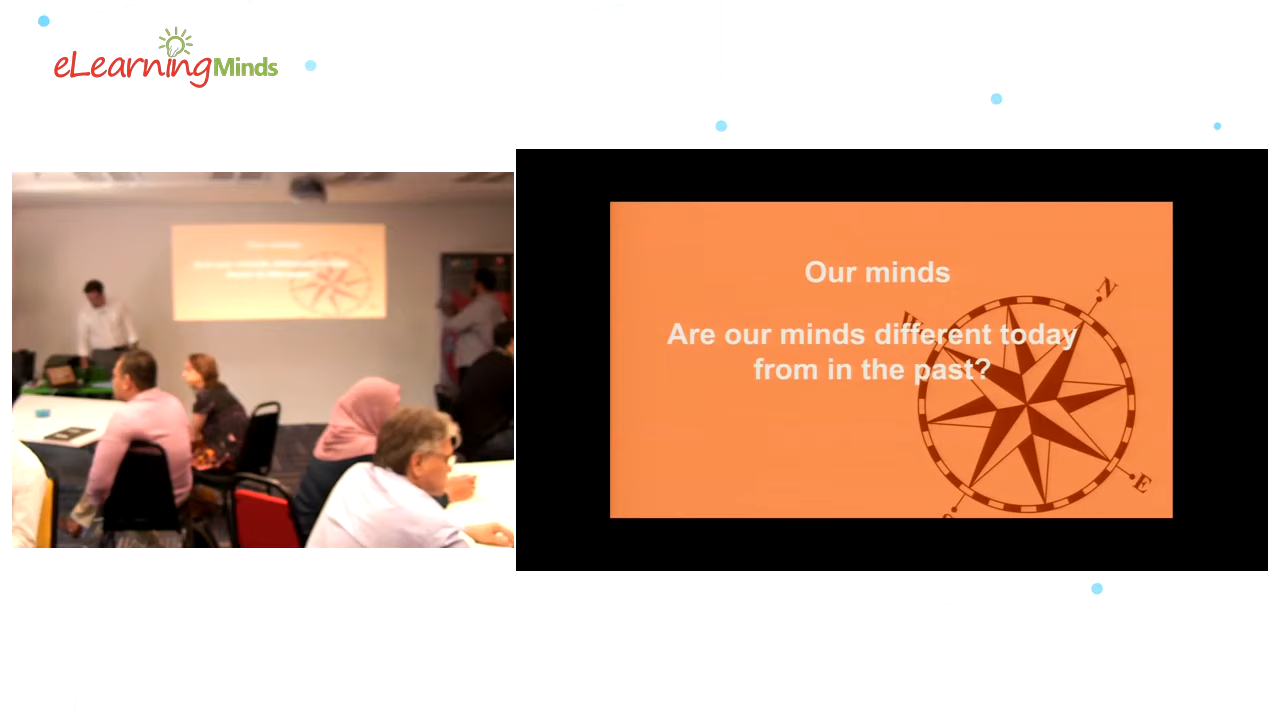 eLearningMinds
Our minds
Are our minds different today
from in the past?
N
W
E